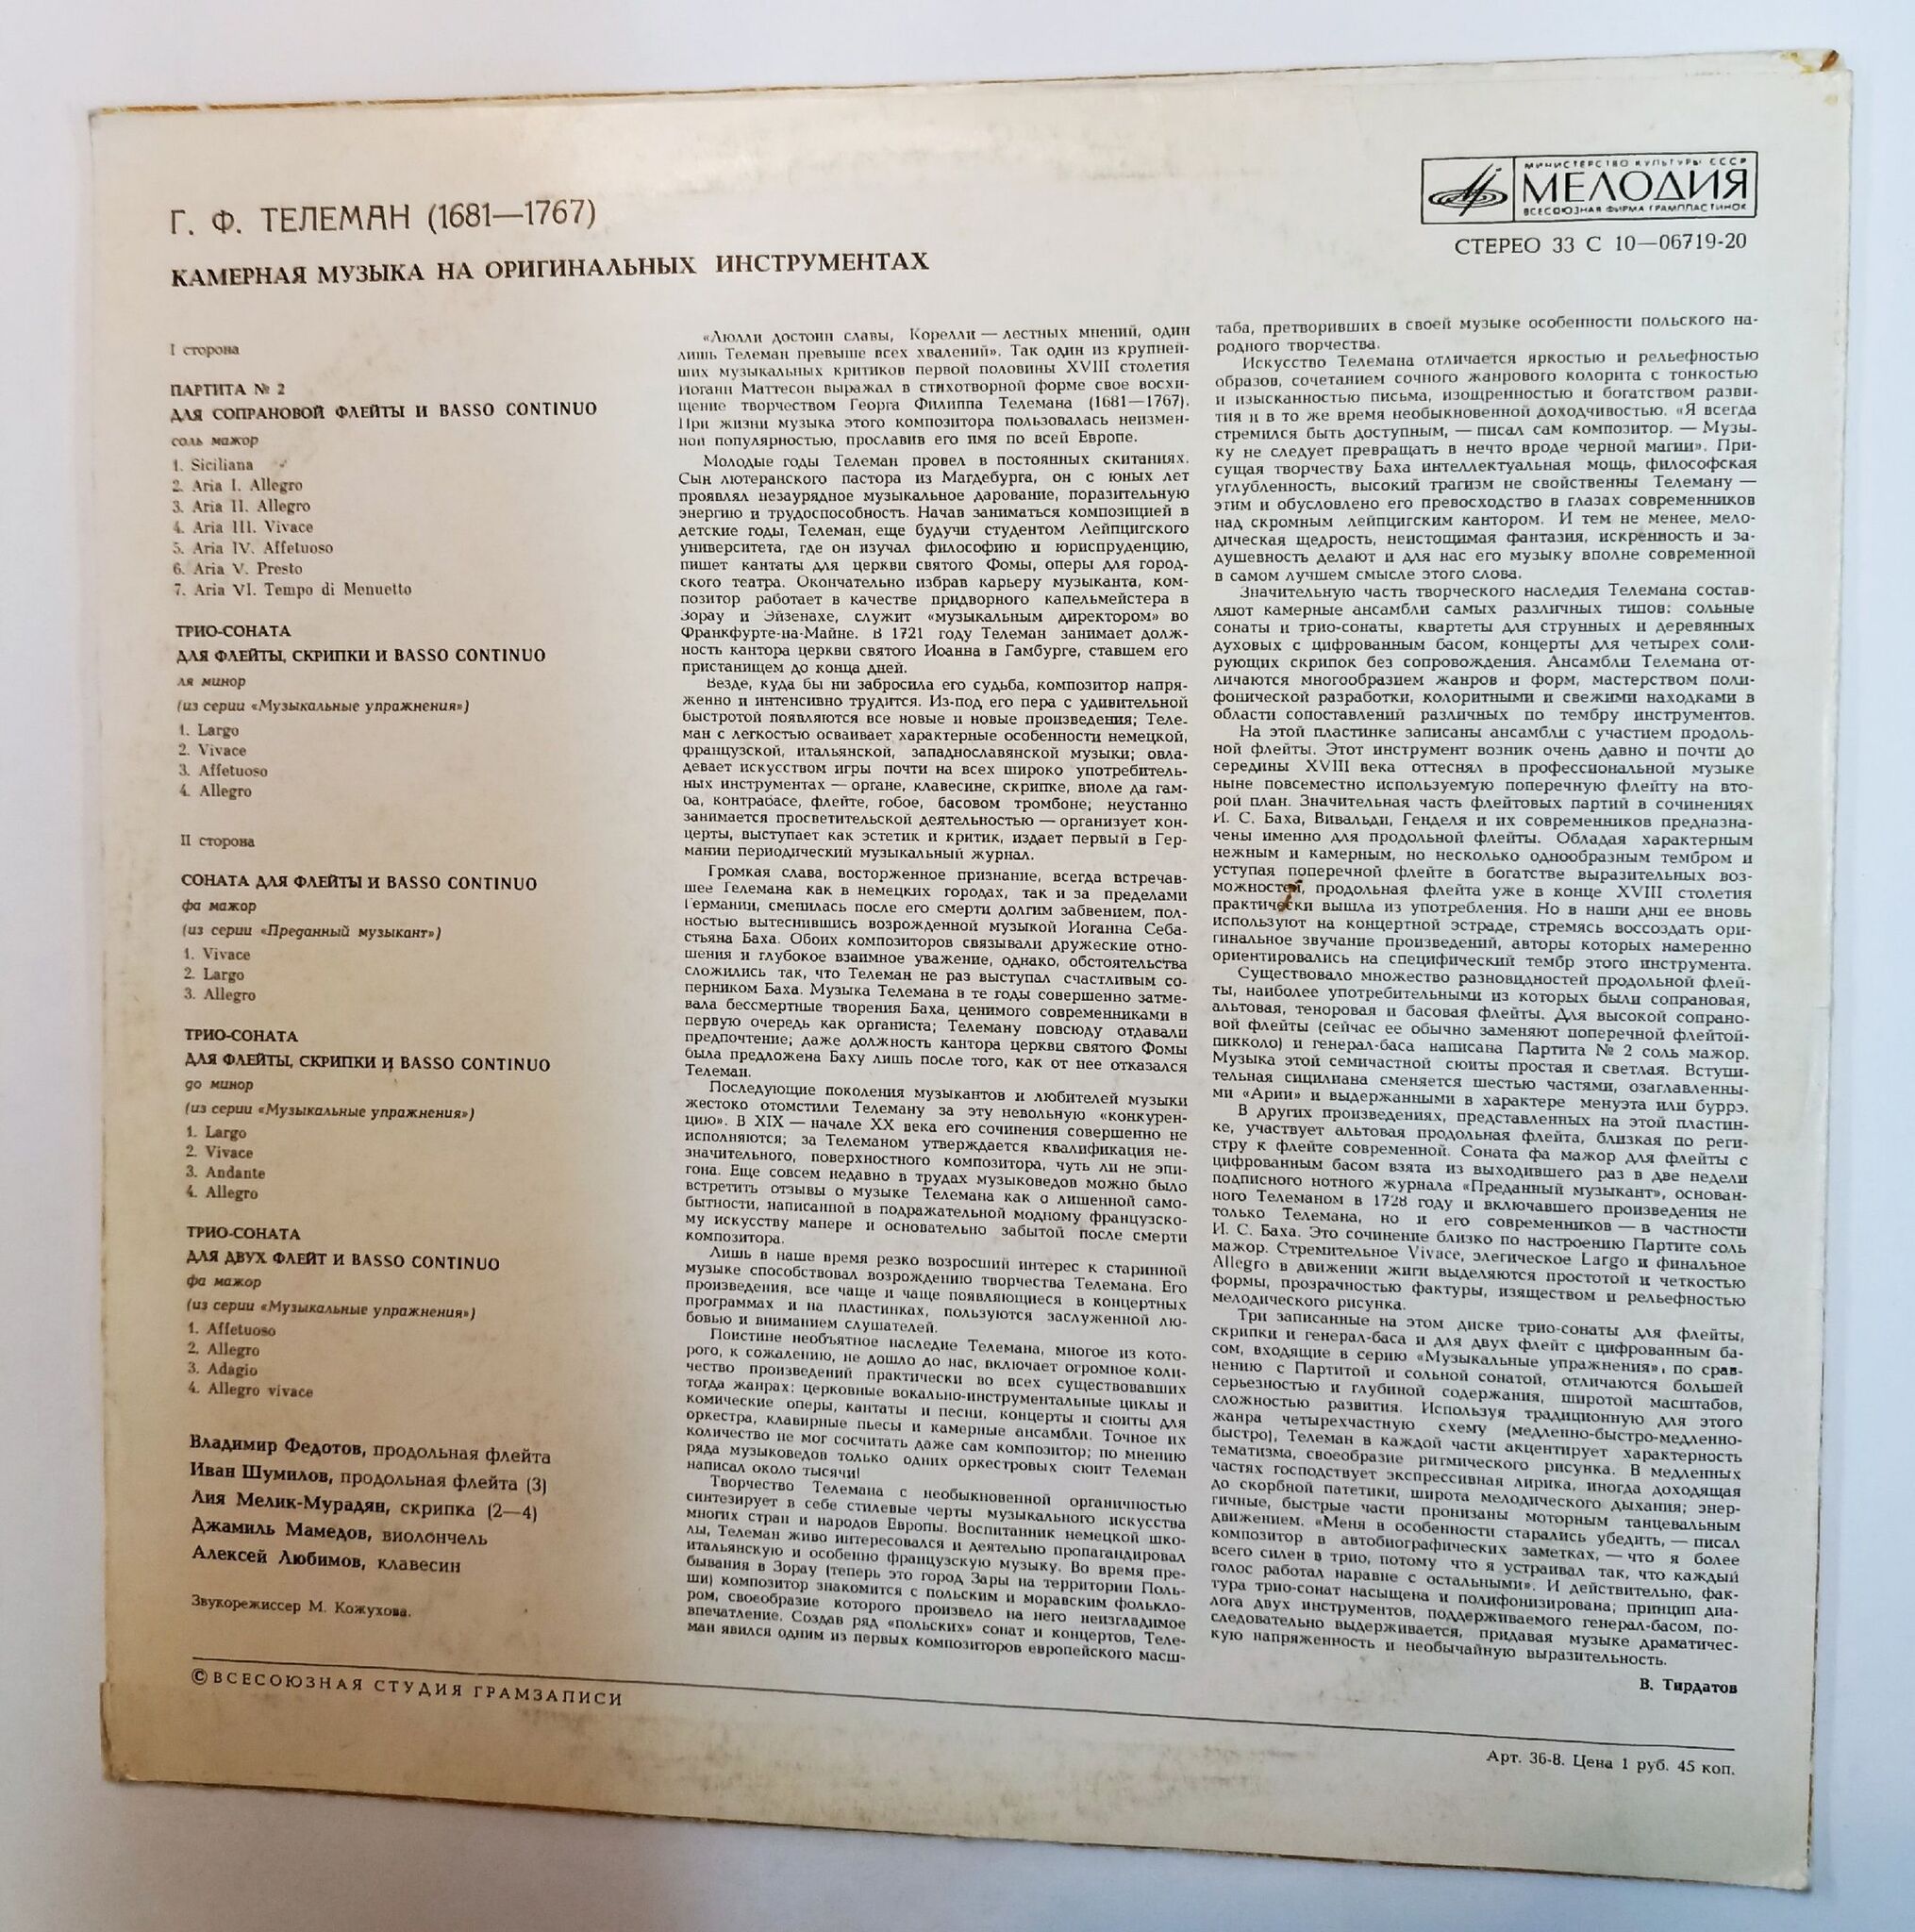 Г. Ф. ТЕЛЕМАН (1681—1767)
КАМЕРНАЯ МУЗЫКА НА ОРИГИНАЛЬНЫХ ИНСТРУМЕНТАХ
МИНИСТЕРСТВО КУЛЬТУРЫ СССР
МЕЛОДИЯ
ВСЕСОЮЗНАЯ ФИРМА ГРАМПЛАСТИНОК
СТЕРЕО 33 С 10—06719-20
I сторона
ПАРТИТА № 2
ДЛЯ СОПРАНОВОЙ ФЛЕЙТЫ И BASSO CONTINUO
соль мажор
1. Siciliana
2. Aria I. Allegro
3. Aria II. Allegro
4. Aria III. Vivace
5. Aria IV. Affetuoso
6. Aria V. Presto
7. Aria VI. Tempo di Menuetto
ТРИО-СОНАТА
ДЛЯ ФЛЕЙТЫ, СКРИПКИ И BASSO CONTINUO
ля минор
(из серии «Музыкальные упражнения»)
1. Largo
2. Vivace
3. Affetuoso
4. Allegro
II сторона
СОНАТА ДЛЯ ФЛЕЙТЫ И BASSO CONTINUO
фа мажор
(из серии «Преданный музыкант»)
1. Vivace
2. Largo
3. Allegro
ТРИО-СОНАТА
ДЛЯ ФЛЕЙТЫ, СКРИПКИ И BASSO CONTINUO
до минор
(из серии «Музыкальные упражнения»)
1. Largo
2. Vivace
3. Andante
4. Allegro
ТРИО-СОНАТА
ДЛЯ ДВУХ ФЛЕЙТ И BASSO CONTINUO
фа мажор
(из серии «Музыкальные упражнения»)
1. Affetuoso
2. Allegro
3. Adagio
4. Allegro vivace
Владимир Федотов, продольная флейта
Иван Шумилов, продольная флейта (3)
Лия Мелик-Мурадян, скрипка (2—4)
Джамиль Мамедов, виолончель
Алексей Любимов, клавесин
Звукорежиссер М. Кожухова.
«Люлли достоин славы, Корелли — лестных мнений, один
лишь Телеман превыше всех хвалений». Так один из крупней-
ших музыкальных критиков первой половины XVIII столетия
Иоганн Маттесон выражал в стихотворной форме свое восхи-
щение творчеством Георга Филиппа Телемана (1681—1767).
При жизни музыка этого композитора пользовалась неизмен-
ной популярностью, прославив его имя по всей Европе.
Молодые годы Телеман провел в постоянных скитаниях.
Сын лютеранского пастора из Магдебурга, он с юных лет
проявлял незаурядное музыкальное дарование, поразительную
энергию и трудоспособность. Начав заниматься композицией в
детские годы, Телеман, еще будучи студентом Лейпцигского
университета, где он изучал философию и юриспруденцию,
пишет кантаты для церкви святого Фомы, оперы для город-
ского театра. Окончательно избрав карьеру музыканта, ком-
позитор работает в качестве придворного капельмейстера в
Зорау и Эйзенахе, служит «музыкальным директором» во
Франкфурте-на-Майне. В 1721 году Телеман занимает долж-
ность кантора церкви святого Иоанна в Гамбурге, ставшем его
пристанищем до конца дней.
Везде, куда бы ни забросила его судьба, композитор напря-
женно и интенсивно трудится. Из-под его пера с удивительной
быстротой появляются все новые и новые произведения; Теле-
ман с легкостью осваивает характерные особенности немецкой,
французской, итальянской, западнославянской музыки; овла-
девает искусством игры почти на всех широко употребитель-
ных инструментах — органе, клавесине, скрипке, виоле да гам-
ба, контрабасе, флейте, гобое, басовом тромбоне; неустанно
занимается просветительской деятельностью — организует кон-
церты, выступает как эстетик и критик, издает первый в Гер-
мании периодический музыкальный журнал.
Громкая слава, восторженное признание, всегда встречав-
шее Телемана как в немецких городах, так и за пределами
Германии, сменилась после его смерти долгим забвением, пол-
ностью вытеснившись возрожденной музыкой Иоганна Себа-
стьяна Баха. Обоих композиторов связывали дружеские отно-
шения и глубокое взаимное уважение, однако, обстоятельства
сложились так, что Телеман не раз выступал счастливым со-
перником Баха. Музыка Телемана в те годы совершенно затме-
вала бессмертные творения Баха, ценимого современниками в
первую очередь как органиста; Телеману повсюду отдавали
предпочтение; даже должность кантора церкви святого Фомы
была предложена Баху лишь после того, как от нее отказался
Телеман.
Последующие поколения музыкантов и любителей музыки
жестоко отомстили Телеману за эту невольную «конкурен-
цию». В XIX — начале XX века его сочинения совершенно не
исполняются; за Телеманом утверждается квалификация не-
значительного, поверхностного композитора, чуть ли не эпи-
гона. Еще совсем недавно в трудах музыковедов можно было
встретить отзывы о музыке Телемана как о лишенной само-
бытности, написанной в подражательной модному французско-
му искусству манере и основательно забытой после смерти
композитора.
Лишь в наше время резко возросший интерес к старинной
музыке способствовал возрождению творчества Телемана. Его
произведения, все чаще и чаще появляющиеся в концертных
программах и на пластинках, пользуются заслуженной лю-
бовью и вниманием слушателей.
Поистине необъятное наследие Телемана, многое из кото-
рого, к сожалению, не дошло до нас, включает огромное коли-
чество произведений практически во всех существовавших
тогда жанрах: церковные вокально-инструментальные циклы и
комические оперы, кантаты и песни, концерты и сюиты для
оркестра, клавирные пьесы и камерные ансамбли. Точное их
количество не мог сосчитать даже сам композитор; по мнению
ряда музыковедов только одних оркестровых сюит Телеман
написал около тысячи!
Творчество Телемана с необыкновенной органичностью
синтезирует в себе стилевые черты музыкального искусства
многих стран и народов Европы. Воспитанник немецкой шко-
лы, Телеман живо интересовался и деятельно пропагандировал
итальянскую и особенно французскую музыку. Во время пре-
бывания в Зорау (теперь это город Зары на территории Поль-
ши) композитор знакомится с польским и моравским фолькло-
ром, своеобразие которого произвело на него неизгладимое
впечатление. Создав ряд «польских» сонат и концертов, Теле-
ман явился одним из первых композиторов европейского масш-
таба, претворивших в своей музыке особенности польского на-
родного творчества.
Искусство Телемана отличается яркостью и рельефностью
образов, сочетанием сочного жанрового колорита с тонкостью
и изысканностью письма, изощренностью и богатством разви-
тия и в то же время необыкновенной доходчивостью. «Я всегда
стремился быть доступным, — писал сам композитор. — Музы-
ку не следует превращать в нечто вроде черной магии». При-
сущая творчеству Баха интеллектуальная мощь, философская
углубленность, высокий трагизм не свойственны Телеману —
этим и обусловлено его превосходство в глазах современников
над скромным лейпцигским кантором. И тем не менее, мело-
дическая щедрость, неистощимая фантазия, искренность и за-
душевность делают и для нас его музыку вполне современной
в самом лучшем смысле этого слова.
Значительную часть творческого наследия Телемана состав-
ляют камерные ансамбли самых различных типов: сольные
сонаты и трио-сонаты, квартеты для струнных и деревянных
духовых с цифрованным басом, концерты для четырех соли-
рующих скрипок без сопровождения. Ансамбли Телемана от-
личаются многообразием жанров и форм, мастерством поли-
фонической разработки, колоритными и свежими находками в
области сопоставлений различных по тембру инструментов.
На этой пластинке записаны ансамбли с участием продоль-
ной флейты. Этот инструмент возник очень давно и почти до
середины XVIII века оттеснял в профессиональной музыке
ныне повсеместно используемую поперечную флейту на вто-
рой план. Значительная часть флейтовых партий в сочинениях
И. С. Баха, Вивальди, Генделя и их современников предназна-
чены именно для продольной флейты. Обладая характерным
нежным и камерным, но несколько однообразным тембром и
уступая поперечной флейте в богатстве выразительных воз-
можностей, продольная флейта уже в конце XVIII столетия
практически вышла из употребления. Но в наши дни ее вновь
используют на концертной эстраде, стремясь воссоздать ори-
гинальное звучание произведений, авторы которых намеренно
ориентировались на специфический тембр этого инструмента.
Существовало множество разновидностей продольной флей-
ты, наиболее употребительными из которых были сопрановая,
альтовая, теноровая и басовая флейты. Для высокой сопрано-
вой флейты (сейчас ее обычно заменяют поперечной флейтой-
пикколо) и генерал-баса написана Партита № 2 соль мажор.
Музыка этой семичастной сюиты простая и светлая. Вступи-
тельная сицилиана сменяется шестью частями, озаглавленны-
ми «Арии» и выдержанными в характере менуэта или буррэ.
В других произведениях, представленных на этой пластин-
ке, участвует альтовая продольная флейта, близкая по реги-
стру к флейте современной. Соната фа мажор для флейты с
цифрованным басом взята из выходившего раз в две недели
подписного нотного журнала «Преданный музыкант», основан-
ного Телеманом в 1728 году и включавшего произведения не
только Телемана, но и его современников — в частности
И. С. Баха. Это сочинение близко по настроению Партите соль
мажор. Стремительное Vivace, элегическое Largo и финальное
Allegro в движении жиги выделяются простотой и четкостью
формы, прозрачностью фактуры, изяществом и рельефностью
мелодического рисунка.
Три записанные на этом диске трио-сонаты для флейты,
скрипки и генерал-баса и для двух флейт с цифрованным ба-
сом, входящие в серию «Музыкальные упражнения», по срав-
нению с Партитой и сольной сонатой, отличаются большей
серьезностью и глубиной содержания, широтой масштабов,
сложностью развития. Используя традиционную для этого
жанра четырехчастную схему (медленно-быстро-медленно-
быстро), Телеман в каждой части акцентирует характерность
тематизма, своеобразие ритмического рисунка. В медленных
частях господствует экспрессивная лирика, иногда доходящая
до скорбной патетики, широта мелодического дыхания; энер-
гичные, быстрые части пронизаны моторным танцевальным
движением. «Меня в особенности старались убедить, — писал
композитор в автобиографических заметках, — что я более
всего силен в трио, потому что я устраивал так, что каждый
голос работал наравне с остальными». И действительно, фак-
тура трио-сонат насыщена и полифонизирована; принцип диа-
лога двух инструментов, поддерживаемого генерал-басом, по-
следовательно выдерживается, придавая музыке драматичес-
кую напряженность и необычайную выразительность.
В. Тирдатов
© ВСЕСОЮЗНАЯ СТУДИЯ ГРАМЗАПИСИ
Арт. 36-8. Цена 1 руб. 45 коп.